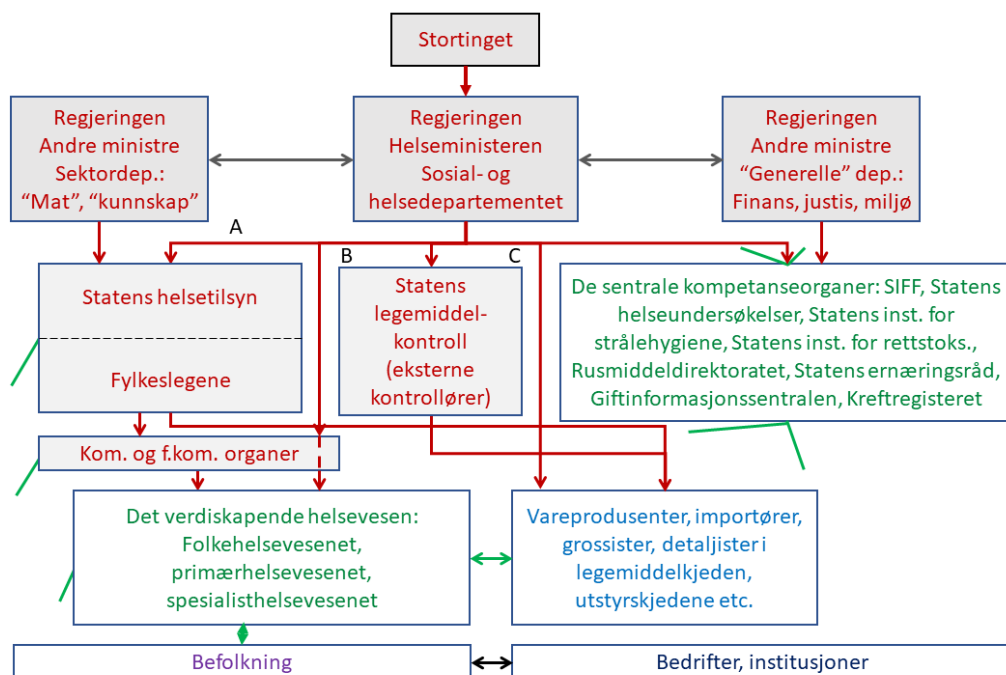 Stortinget
Regjeringen
Andre ministre
Sektordep.:
“Mat”, “kunnskap”
Regjeringen
Helseministeren
Sosial- og
helsedepartementet
Regjeringen
Andre ministre
“Generelle” dep.:
Finans, justis, miljø
A
B
C
Statens helsetilsyn
Fylkeslegene
Statens
legemiddel-
kontroll
(eksterne
kontrollører)
De sentrale kompetanseorganer: SIFF, Statens
helseundersøkelser, Statens inst. for
strålehygiene, Statens inst. for rettstoks.,
Rusmiddeldirektoratet, Statens ernæringsråd,
Giftinformasjonssentralen, Kreftregisteret
Kom. og f.kom. organer
Det verdiskapende helsevesen:
Folkehelsevesenet,
primærhelsevesenet,
spesialisthelsevesenet
Vareprodusenter, importører,
grossister, detaljister i
legemiddelkjeden,
utstyrskjedene etc.
Befolkning
Bedrifter, institusjoner